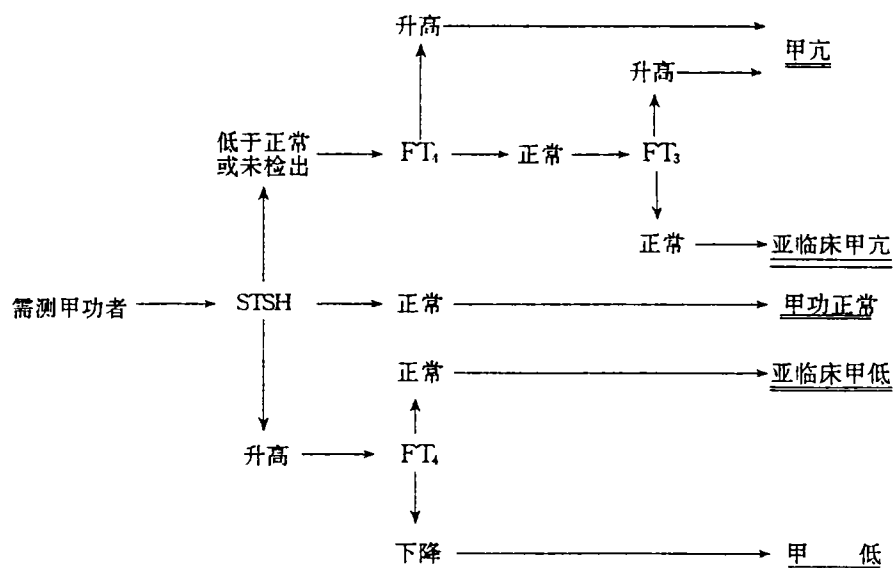 升高
甲亢
升高
低于正常
或未检出
FT₄
正常
FT₃
正常
亚临床甲亢
需测甲功者
STSH
正常
甲功正常
正常
亚临床甲低
升高
FT₄
下降
甲 低